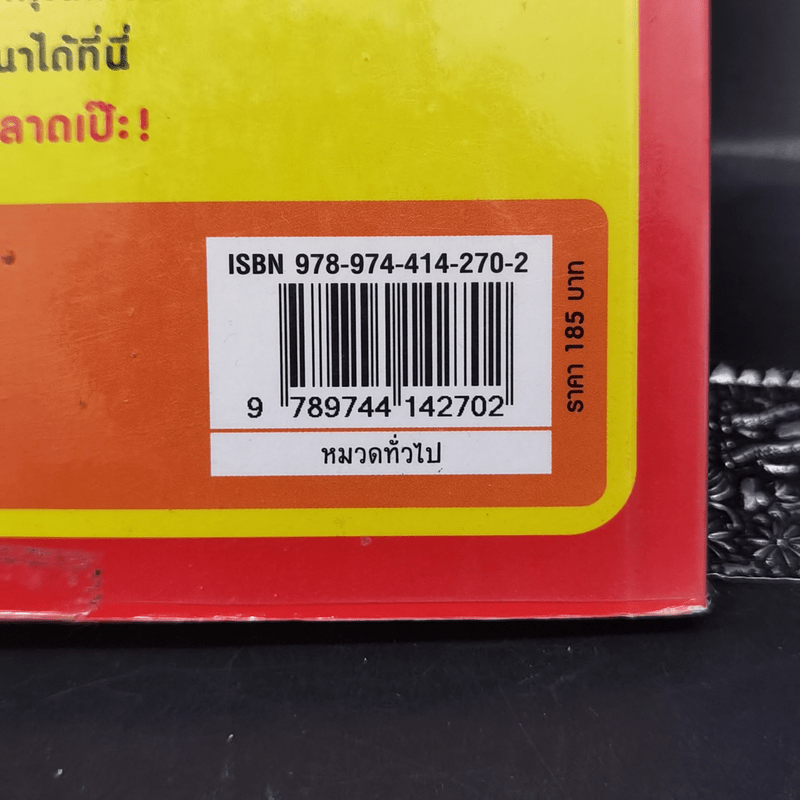 นาได้ที่นี่
ลาดเป๊ะ!
ISBN 978-974-414-270-2
9 789744 142702
หมวดทั่วไป
ราคา 185 บาท